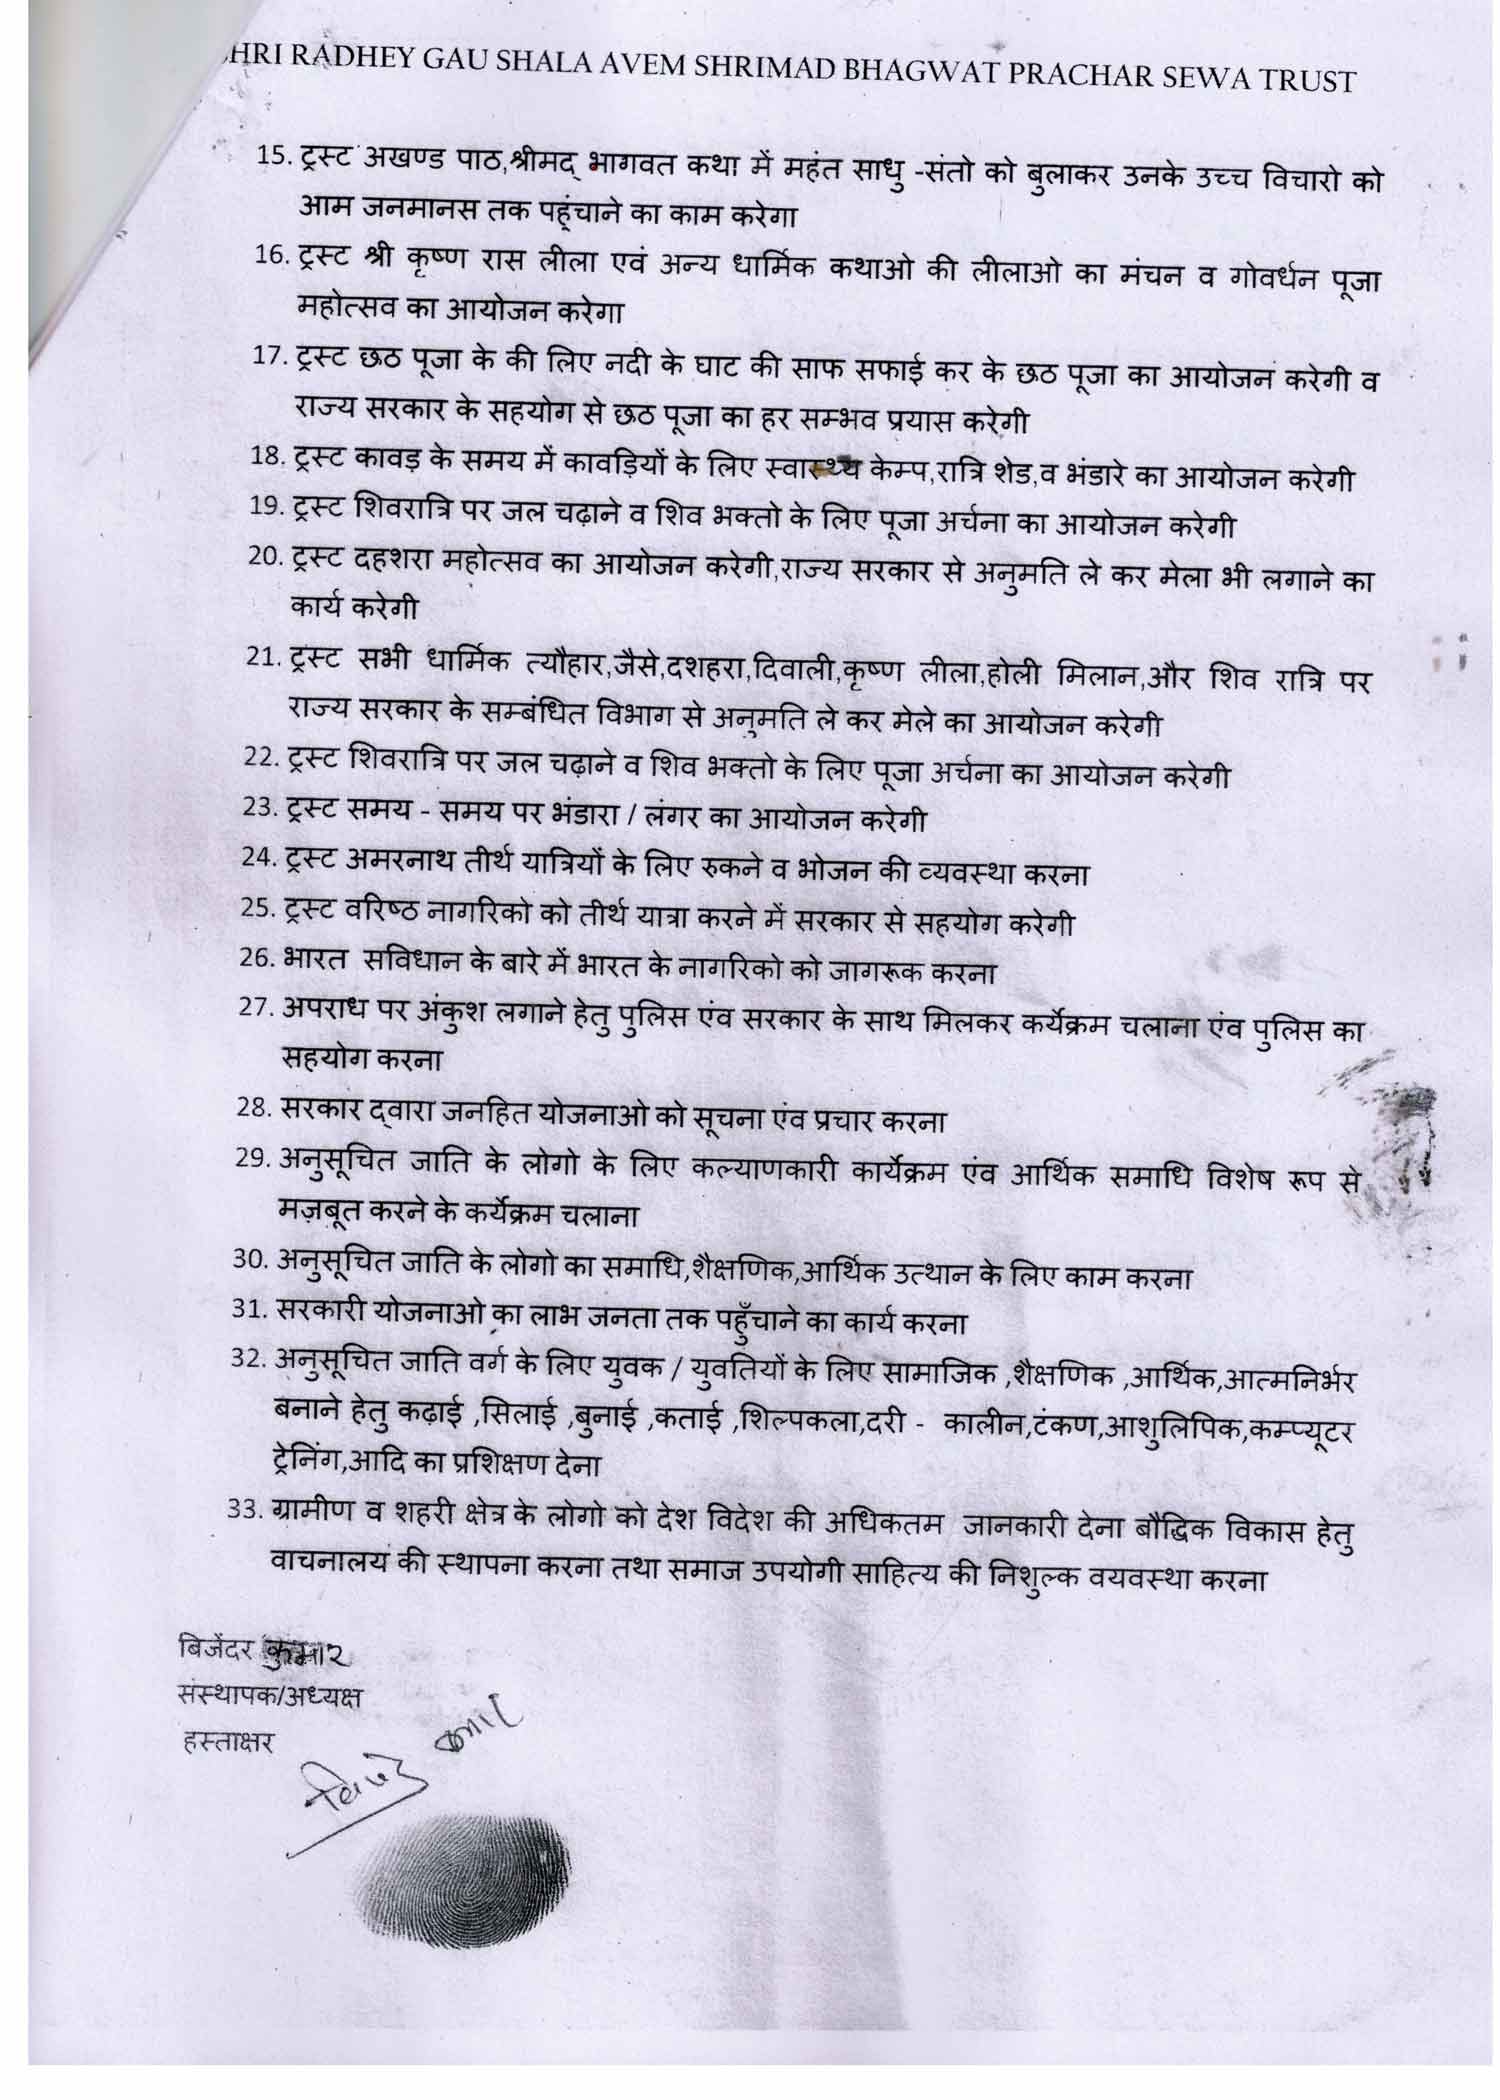 SHRI RADHEY GAU SHALA AVEM SHRIMAD BHAGWAT PRACHAR SEWA TRUST
15. ट्रस्ट अखण्ड पाठ,श्रीमद् भागवत कथा में महंत साधु -संतो को बुलाकर उनके उच्च विचारो को
आम जनमानस तक पहूंचाने का काम करेगा
16. ट्रस्ट श्री कृष्ण रास लीला एवं अन्य धार्मिक कथाओ की लीलाओ का मंचन व गोवर्धन पूजा
महोत्सव का आयोजन करेगा
17. ट्रस्ट छठ पूजा के की लिए नदी के घाट की साफ सफाई कर के छठ पूजा का आयोजन करेगी व
राज्य सरकार के सहयोग से छठ पूजा का हर सम्भव प्रयास करेगी
18. ट्रस्ट कावड़ के समय में कावड़ियों के लिए स्वास्थ्य केम्प,रात्रि शेड,व भंडारे का आयोजन करेगी
19. ट्रस्ट शिवरात्रि पर जल चढ़ाने व शिव भक्तो के लिए पूजा अर्चना का आयोजन करेगी
20. ट्रस्ट दहशरा महोत्सव का आयोजन करेगी,राज्य सरकार से अनुमति ले कर मेला भी लगाने का
कार्य करेगी
21. ट्रस्ट सभी धार्मिक त्यौहार,जैसे,दशहरा,दिवाली,कृष्ण लीला,होली मिलान,और शिव रात्रि पर
राज्य सरकार के सम्बंधित विभाग से अनुमति ले कर मेले का आयोजन करेगी
22. ट्रस्ट शिवरात्रि पर जल चढ़ाने व शिव भक्तो के लिए पूजा अर्चना का आयोजन करेगी
23. ट्रस्ट समय - समय पर भंडारा / लंगर का आयोजन करेगी
24. ट्रस्ट अमरनाथ तीर्थ यात्रियों के लिए रुकने व भोजन की व्यवस्था करना
25. ट्रस्ट वरिष्ठ नागरिको को तीर्थ यात्रा करने में सरकार से सहयोग करेगी
26. भारत सविधान के बारे में भारत के नागरिको को जागरूक करना
27. अपराध पर अंकुश लगाने हेतु पुलिस एंव सरकार के साथ मिलकर कर्येक्रम चलाना एंव पुलिस का
सहयोग करना
28. सरकार द्वारा जनहित योजनाओ को सूचना एंव प्रचार करना
29. अनुसूचित जाति के लोगो के लिए कल्याणकारी कार्येक्रम एंव आर्थिक समाधि विशेष रूप से
मज़बूत करने के कर्येक्रम चलाना
30. अनुसूचित जाति के लोगो का समाधि,शैक्षणिक,आर्थिक उत्थान के लिए काम करना
31. सरकारी योजनाओ का लाभ जनता तक पहुँचाने का कार्य करना
32. अनुसूचित जाति वर्ग के लिए युवक / युवतियों के लिए सामाजिक ,शैक्षणिक ,आर्थिक,आत्मनिर्भर
बनाने हेतु कढ़ाई ,सिलाई ,बुनाई ,कताई ,शिल्पकला,दरी - कालीन,टंकण,आशुलिपिक,कम्प्यूटर
ट्रेनिंग,आदि का प्रशिक्षण देना
33. ग्रामीण व शहरी क्षेत्र के लोगो को देश विदेश की अधिकतम जानकारी देना बौद्धिक विकास हेतु
वाचनालय की स्थापना करना तथा समाज उपयोगी साहित्य की निशुल्क वयवस्था करना
बिजेंदर कुमार
संस्थापक/अध्यक्ष
हस्ताक्षर